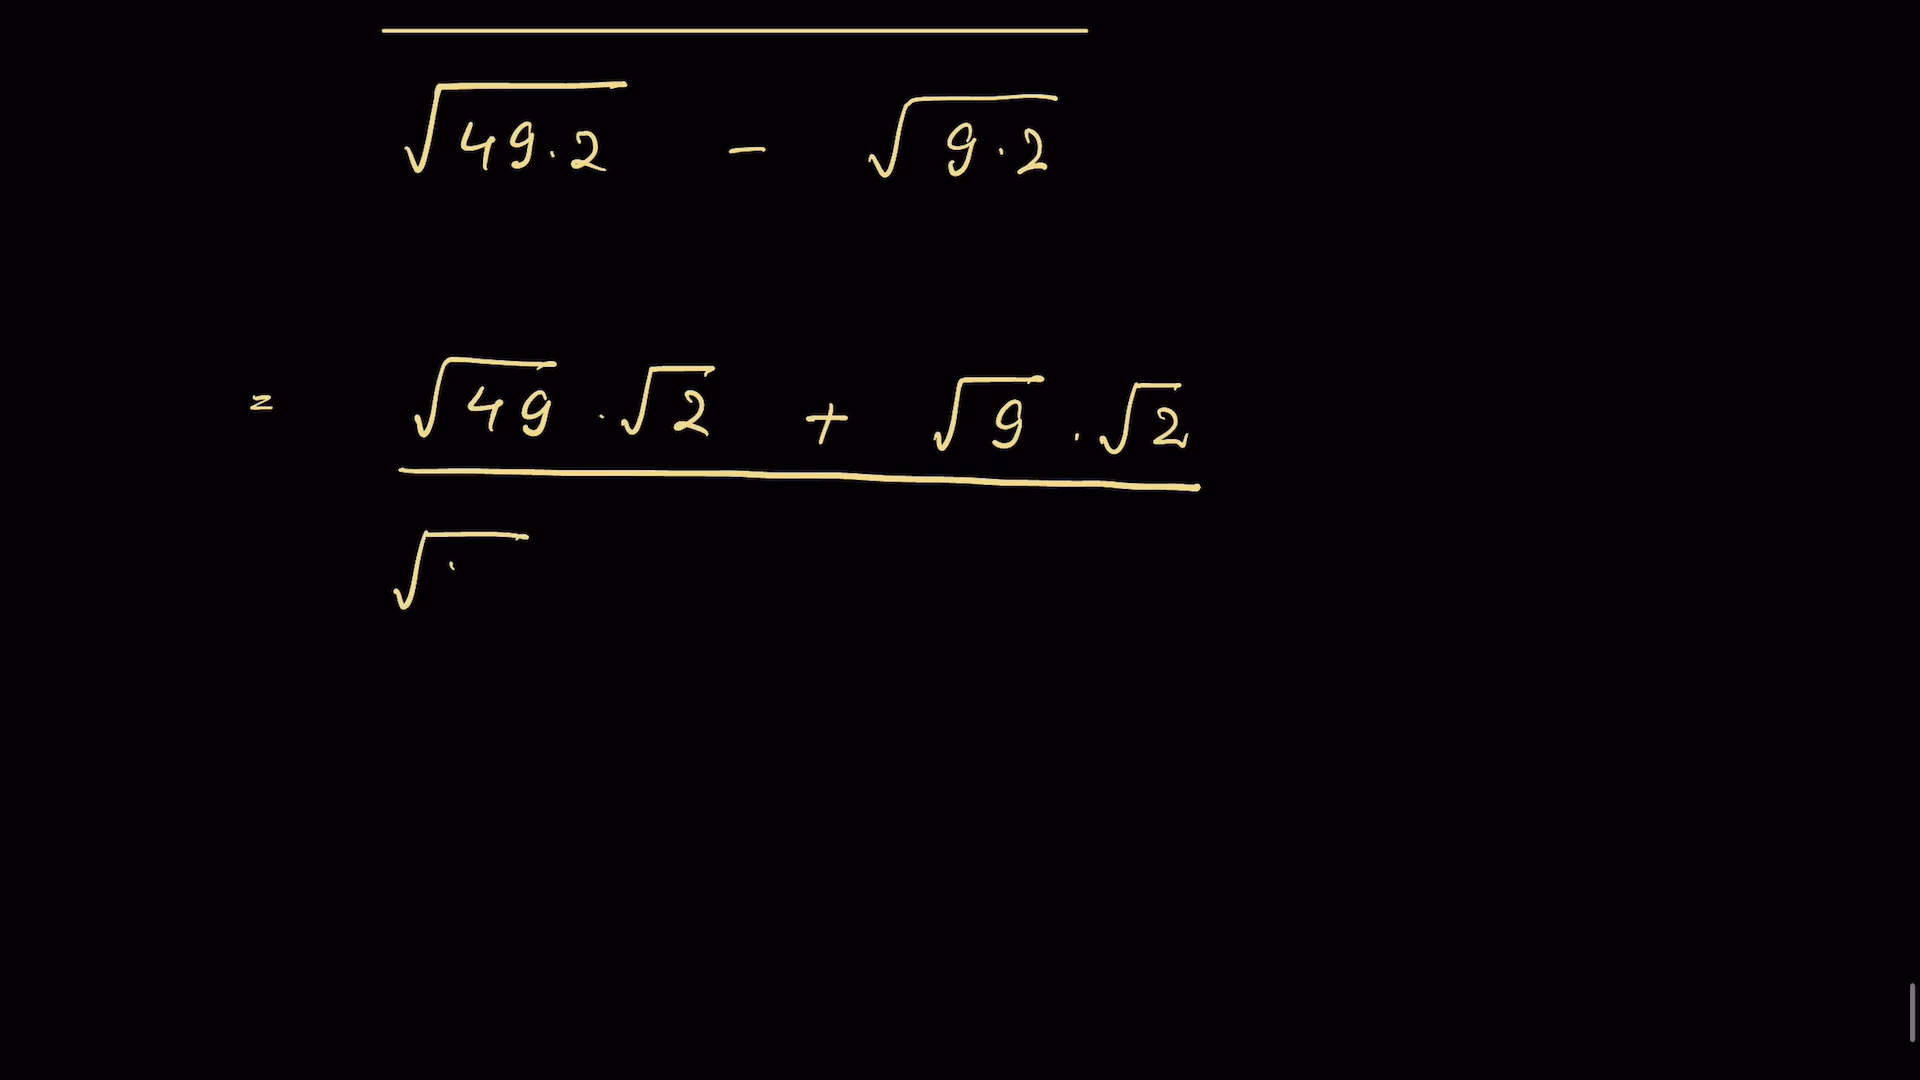 √49.2 - √9.2
= √49 . √2 + √9 . √2
√